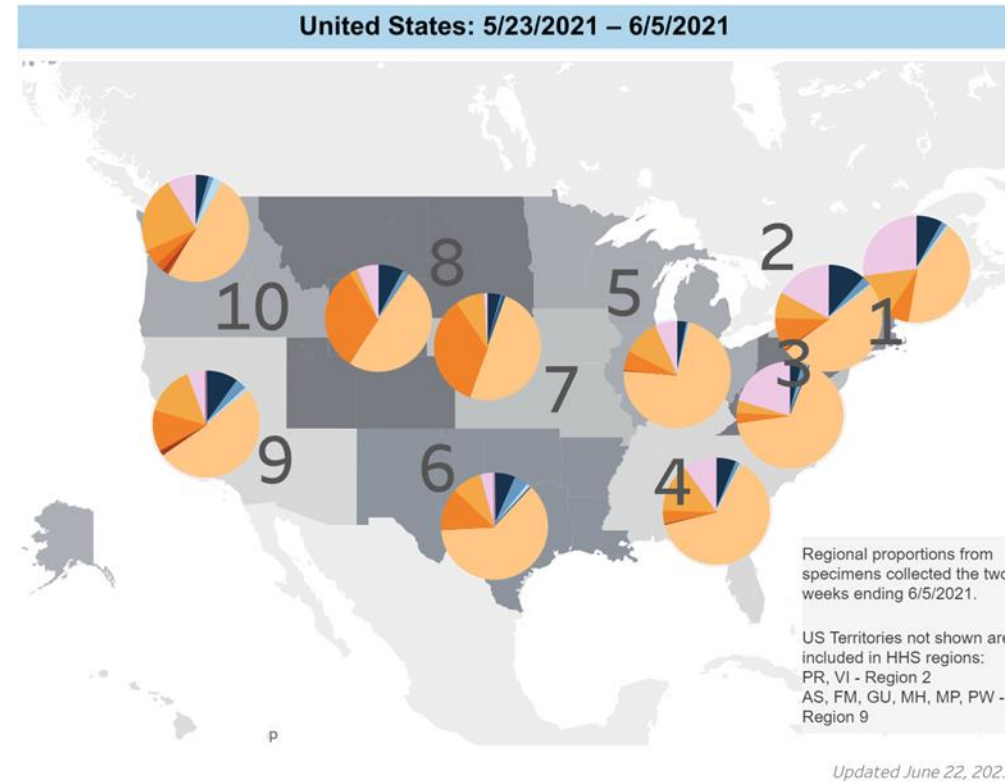 United States: 5/23/2021 – 6/5/2021
2
8
5
10
1
3
7
9
6
4
Regional proportions from
specimens collected the two
weeks ending 6/5/2021.
US Territories not shown are
included in HHS regions:
PR, VI - Region 2
AS, FM, GU, MH, MP, PW -
Region 9
p
Updated June 22, 202